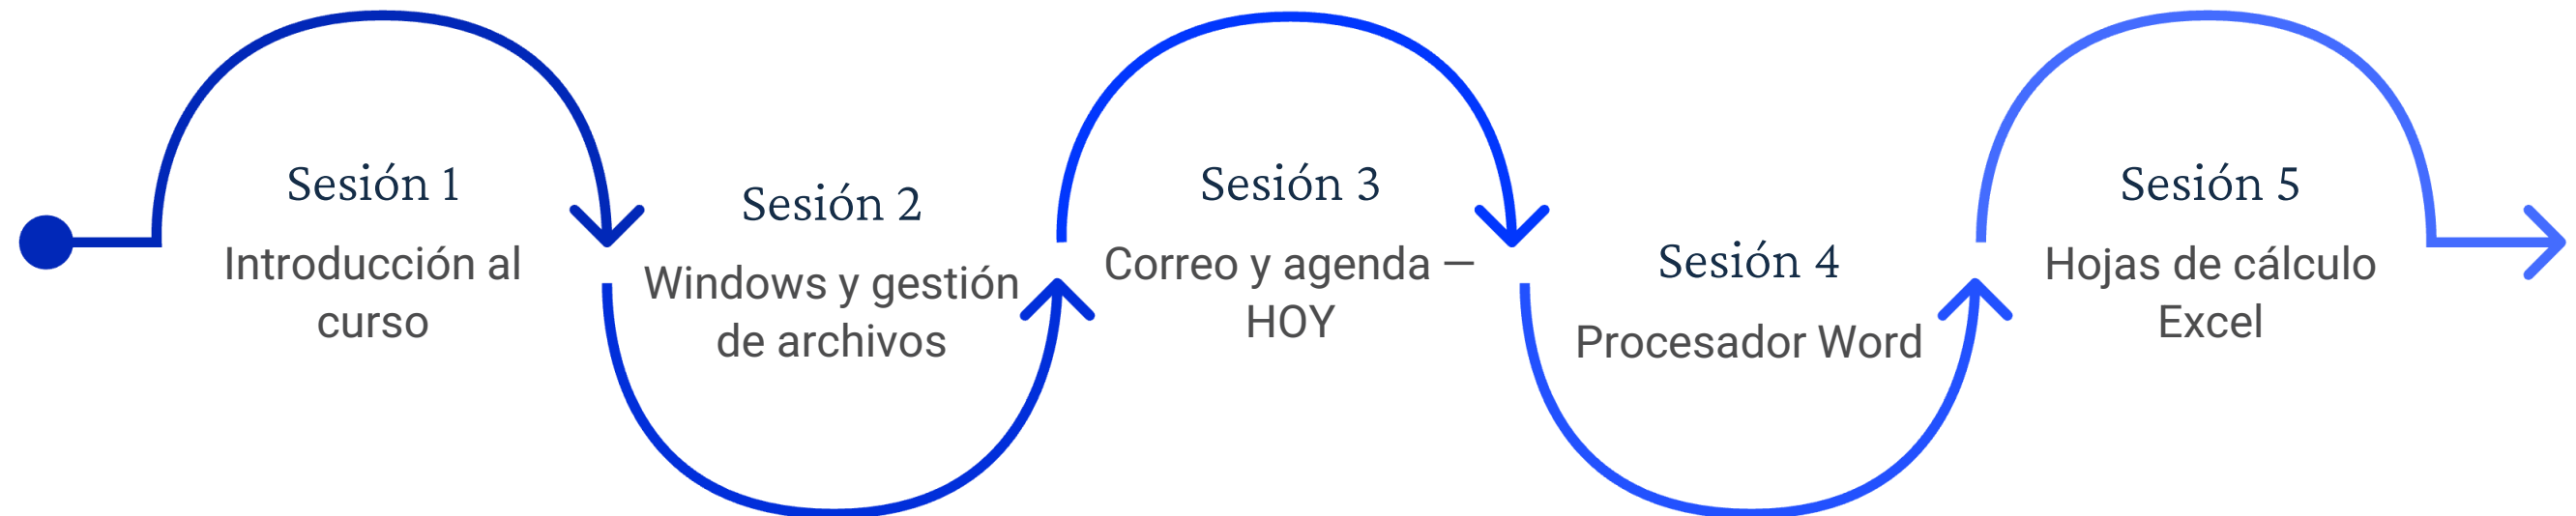 Sesión 1
Introducción al
curso
Sesión 2
Windows y gestión
de archivos
Sesión 3
Correo y agenda —
HOY
Sesión 4
Procesador Word
Sesión 5
Hojas de cálculo
Excel